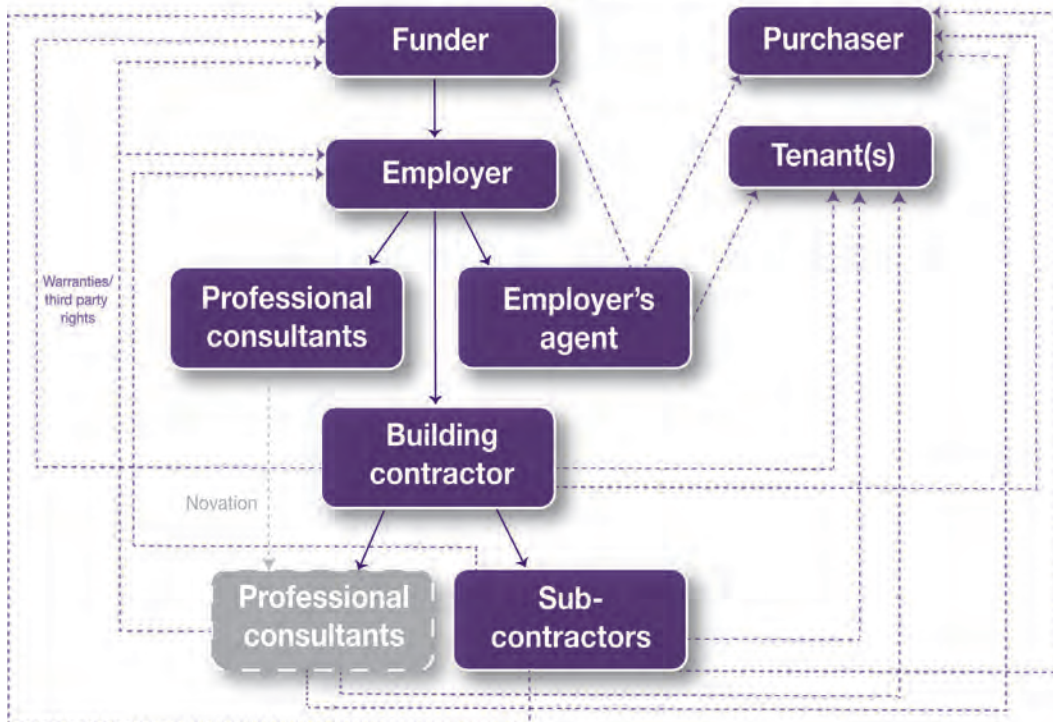 Funder
Purchaser
Employer
Tenant(s)
Warranties/
third party
rights
Professional
consultants
Employer’s
agent
Building
contractor
Novation
Professional
consultants
Sub-
contractors